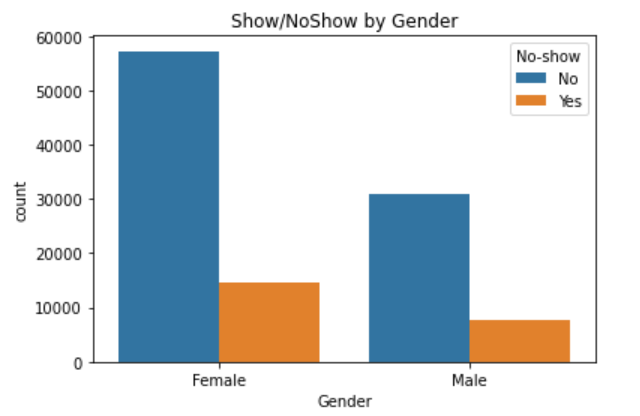 Show/NoShow by Gender
60000
50000
40000
30000
20000
10000
0
count
No-show
No
Yes
Female
Male
Gender